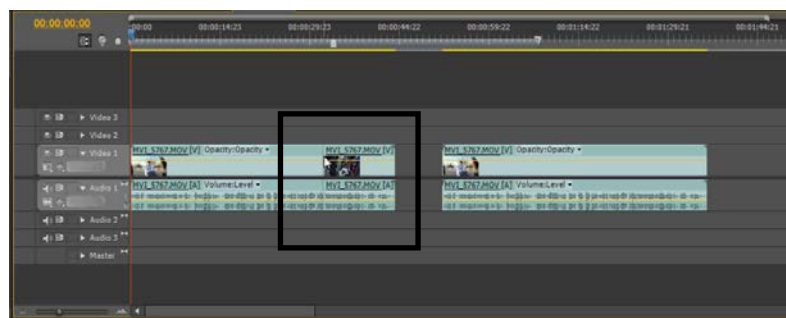 00:00:00:00
:00:00 00:00:14:23 00:00:29:23 00:00:44:22 00:00:59:22 00:01:14:22 00:01:29:21 00:01:44:21
Video 3
Video 2
Video 1 MVI_5767.MOV [V] Opacity:Opacity MVI_5767.MOV [V] MVI_5767.MOV [V] Opacity:Opacity
Audio 1 MVI_5767.MOV [A] Volume:Level MVI_5767.MOV [A] MVI_5767.MOV [A] Volume:Level
Audio 2
Audio 3
Master